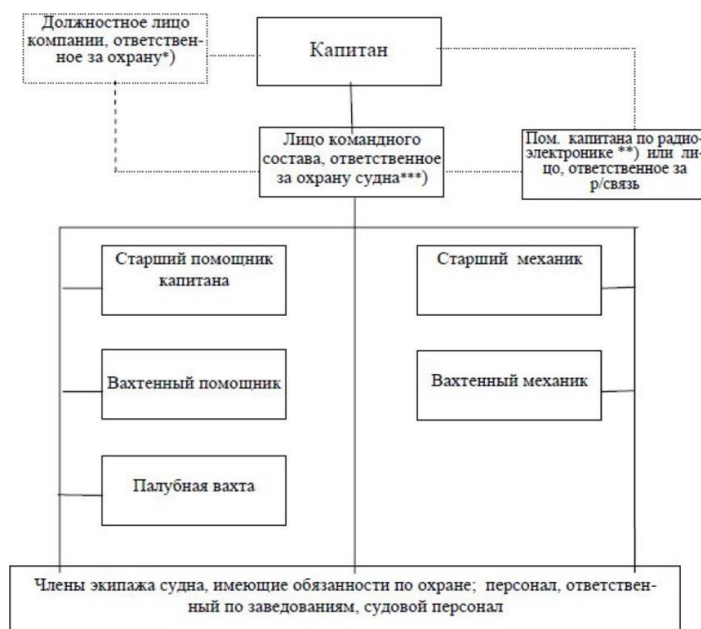 Должностное лицо
компании, ответствен-
ное за охрану*)
Капитан
Лицо командного
состава, ответственное
за охрану судна***)
Пом. капитана по радио-
электронике **) или ли-
цо, ответственное за
р/связь
Старший помощник
капитана
Старший механик
Вахтенный помощник
Вахтенный механик
Палубная вахта
Члены экипажа судна, имеющие обязанности по охране; персонал, ответствен-
ный по заведованиям, судовой персонал